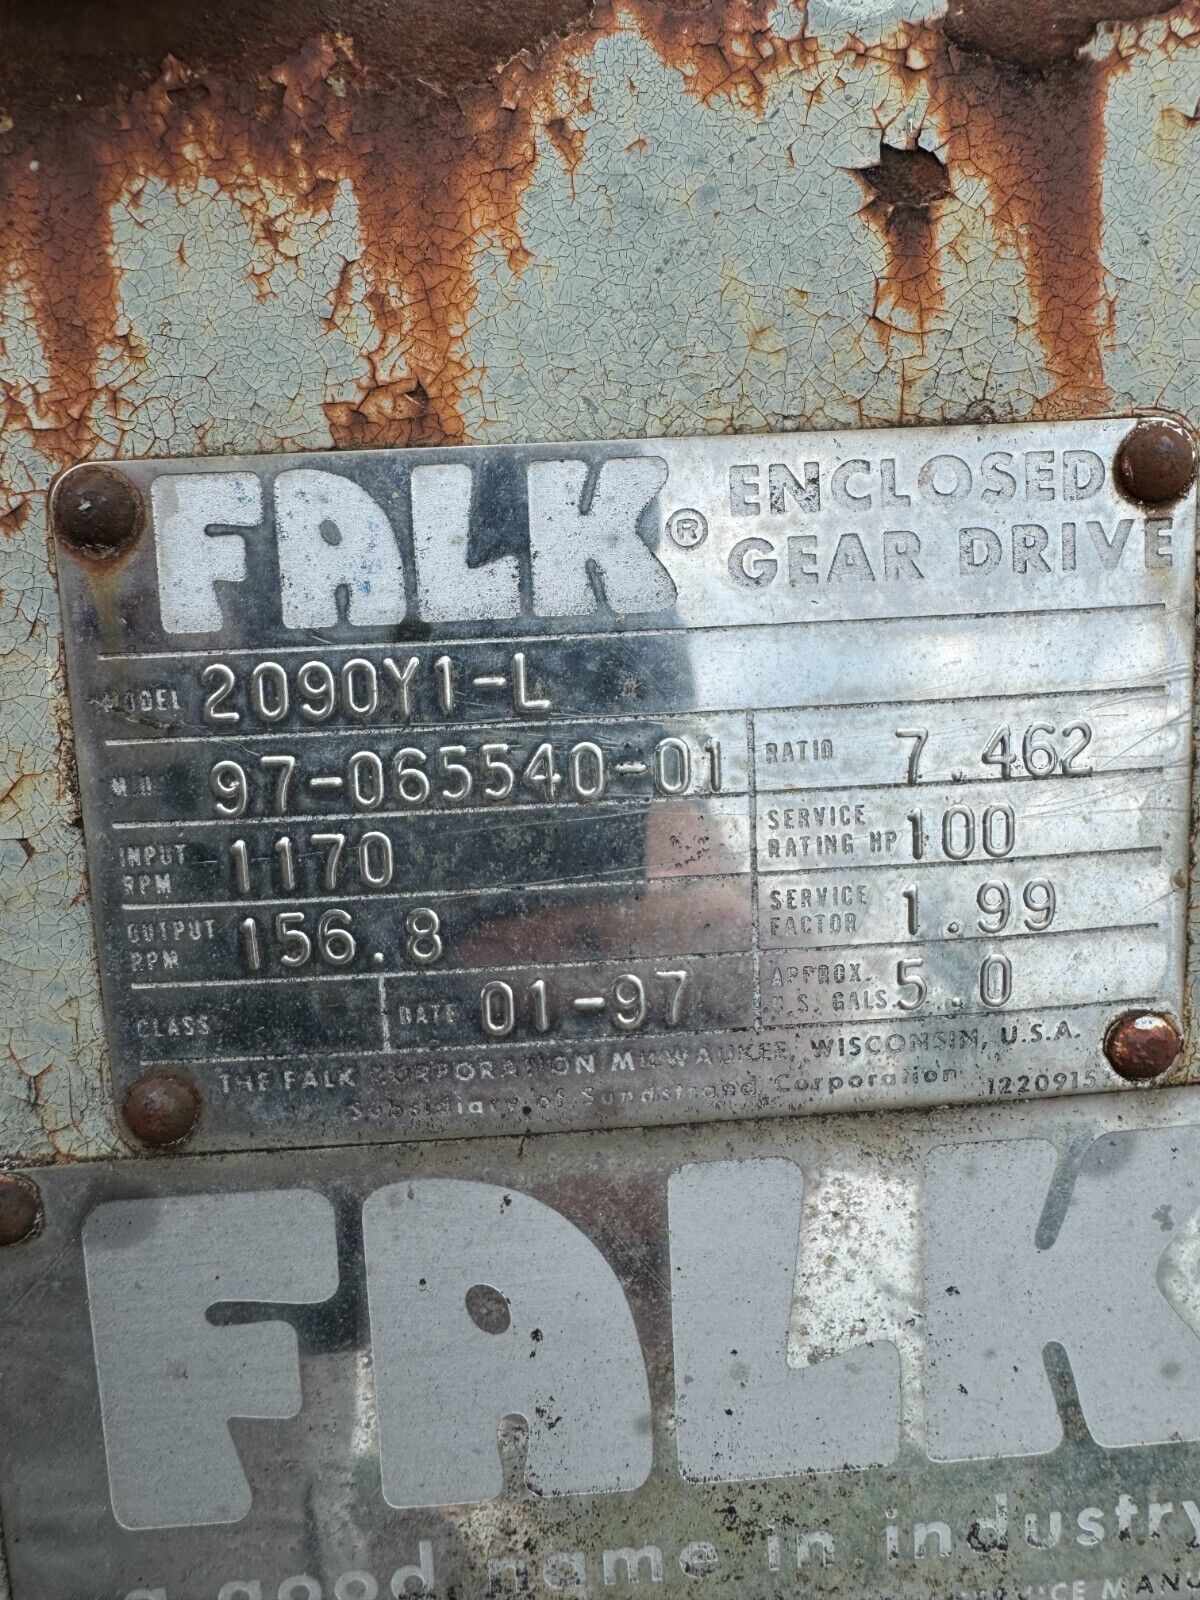 FALK® ENCLOSED
GEAR DRIVE
MODEL 2090Y1-L
M.O. 97-065540-01 RATIO 7.462
INPUT RPM 1170 SERVICE RATING HP 100
OUTPUT RPM 156.8 SERVICE FACTOR 1.99
CLASS DATE 01-97 APPROX. U.S. GALS. 5.0
THE FALK CORPORATION MILWAUKEE, WISCONSIN, U.S.A.
Subsidiary of Sundstrand Corporation 1220915
FALK
a good name in industry
SERVICE MANU